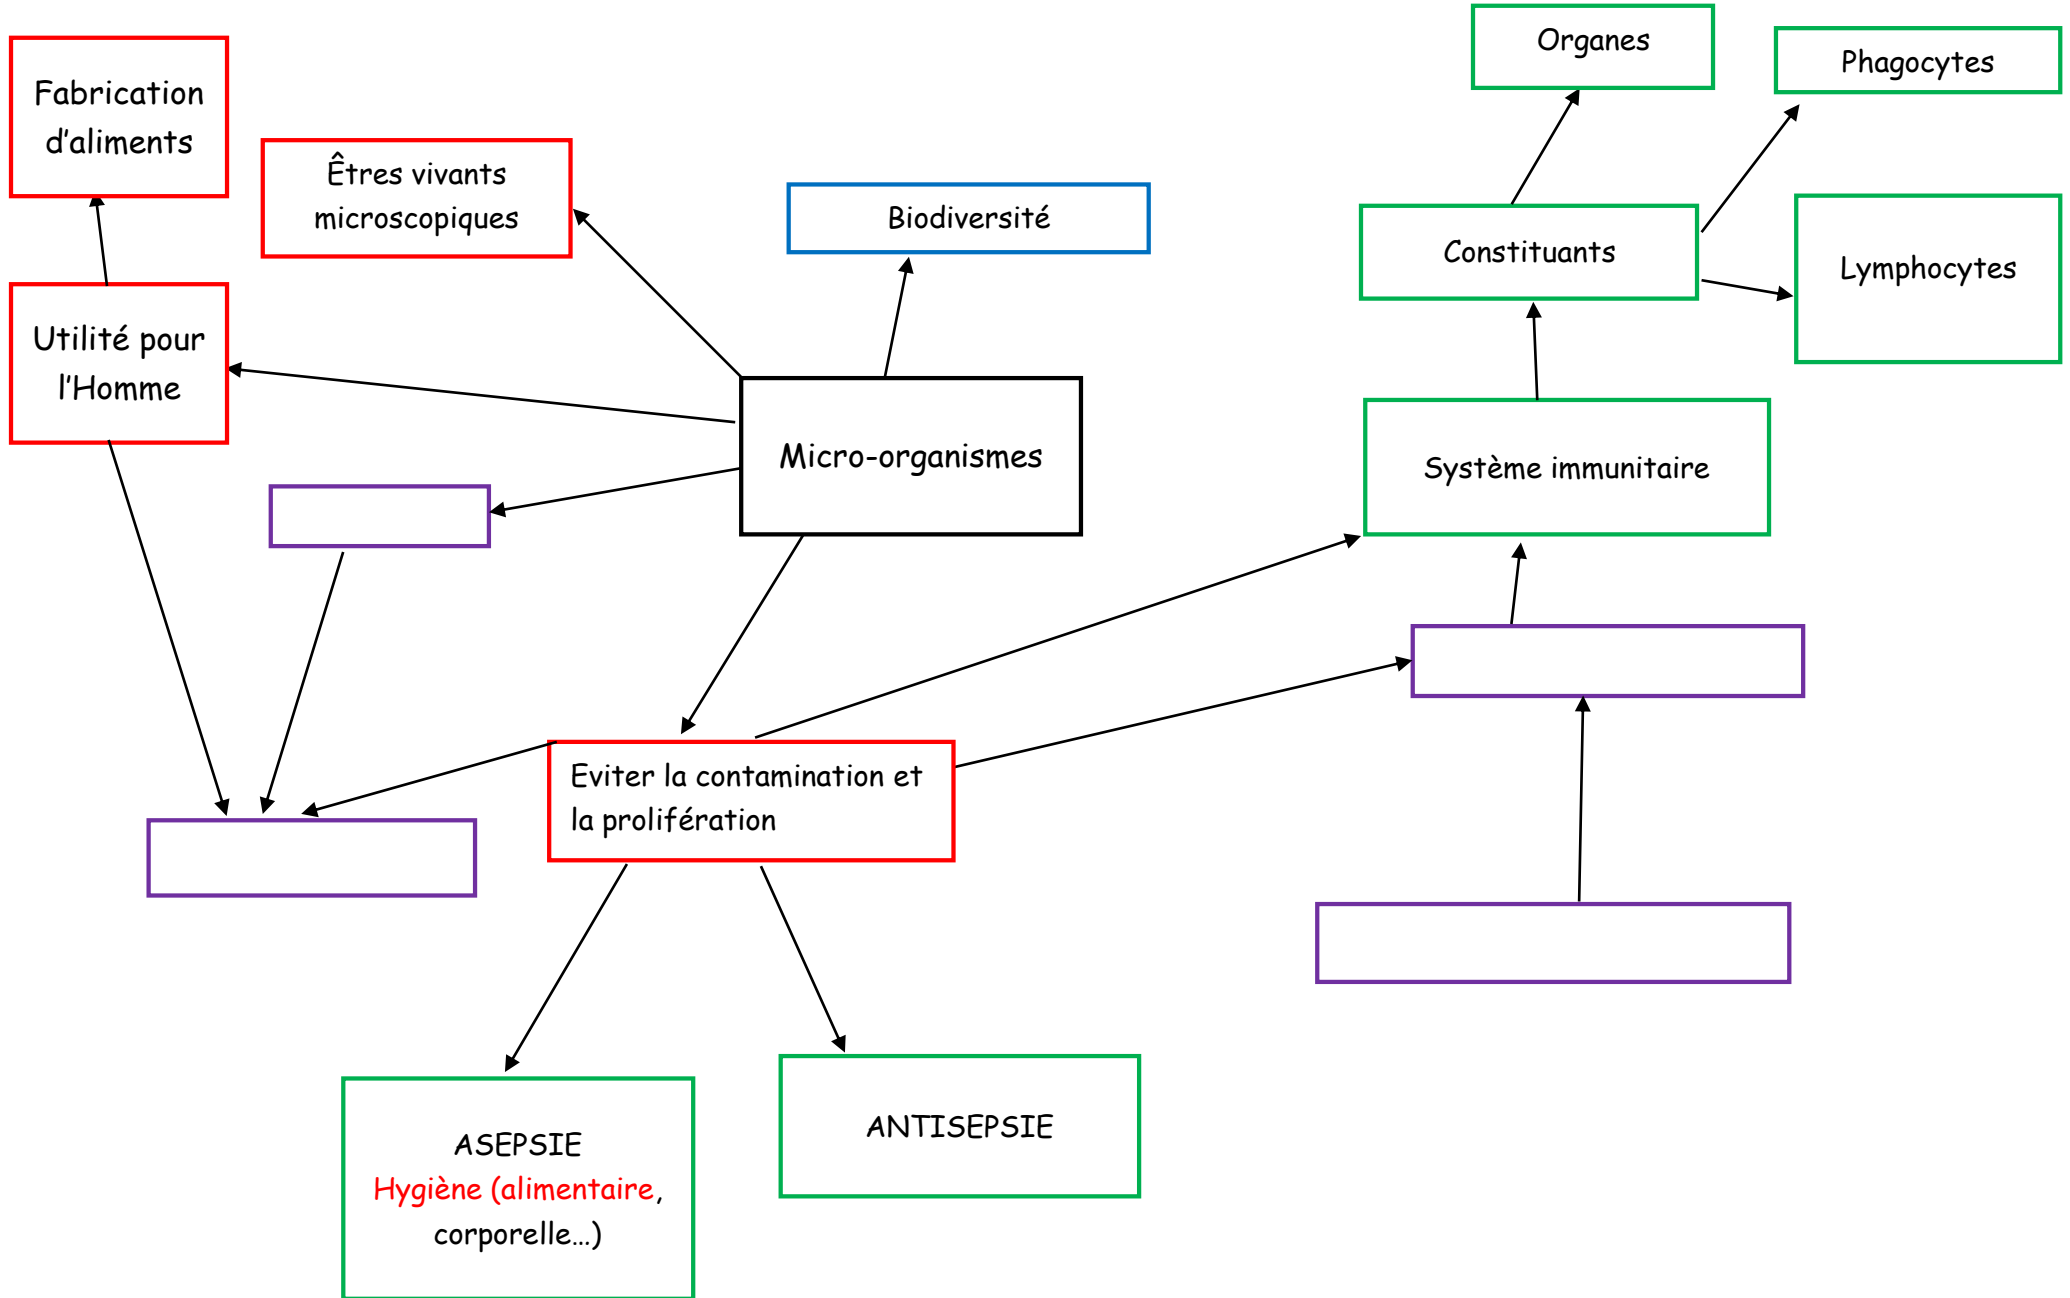 Organes
Phagocytes
Fabrication
d’aliments
Êtres vivants
microscopiques
Biodiversité
Constituants
Lymphocytes
Utilité pour
l’Homme
Micro-organismes
Système immunitaire
Eviter la contamination et
la prolifération
ASEPSIE
Hygiène (alimentaire,
corporelle…)
ANTISEPSIE